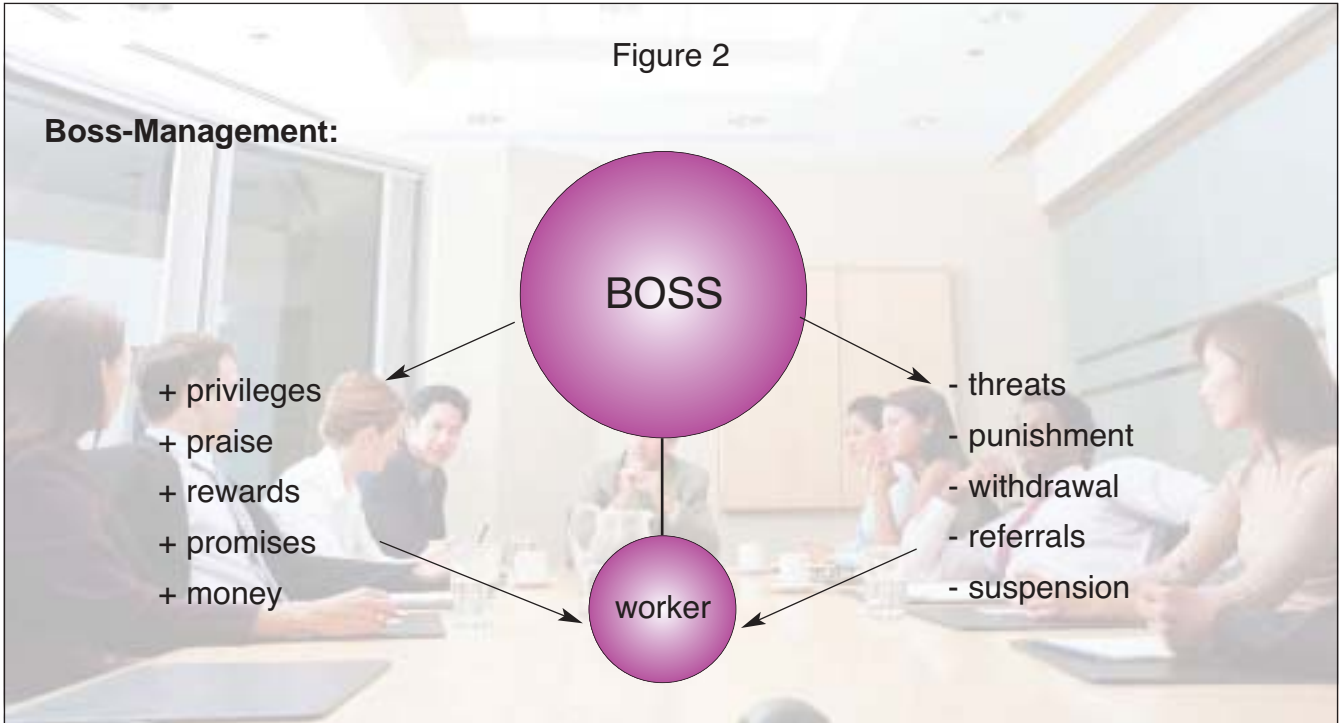 Figure 2
Boss-Management:
BOSS
+ privileges
+ praise
+ rewards
+ promises
+ money
- threats
- punishment
- withdrawal
- referrals
- suspension
worker